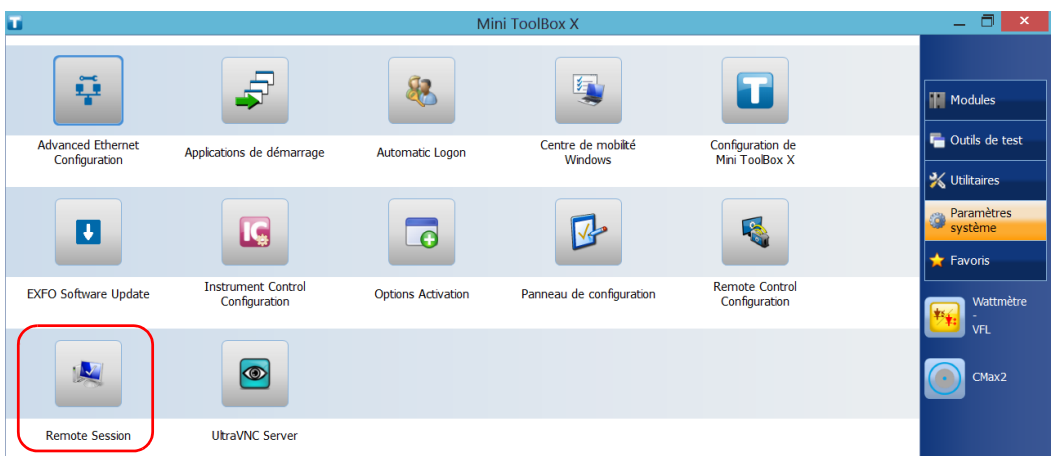 Mini ToolBox X
Advanced Ethernet
Configuration
Applications de démarrage
Automatic Logon
Centre de mobilité
Windows
Configuration de
Mini ToolBox X
EXFO Software Update
Instrument Control
Configuration
Options Activation
Panneau de configuration
Remote Control
Configuration
Remote Session
UltraVNC Server
Modules
Outils de test
Utilitaires
Paramètres
système
Favoris
Wattmètre
-
VFL
CMax2